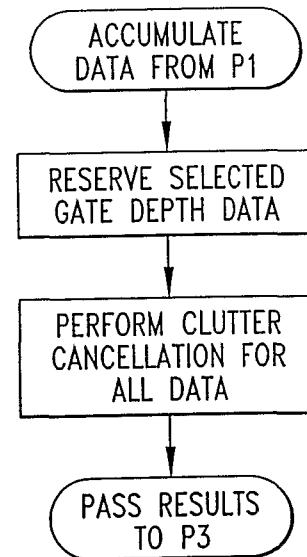 ACCUMULATE
DATA FROM P1
RESERVE SELECTED
GATE DEPTH DATA
PERFORM CLUTTER
CANCELLATION FOR
ALL DATA
PASS RESULTS
TO P3